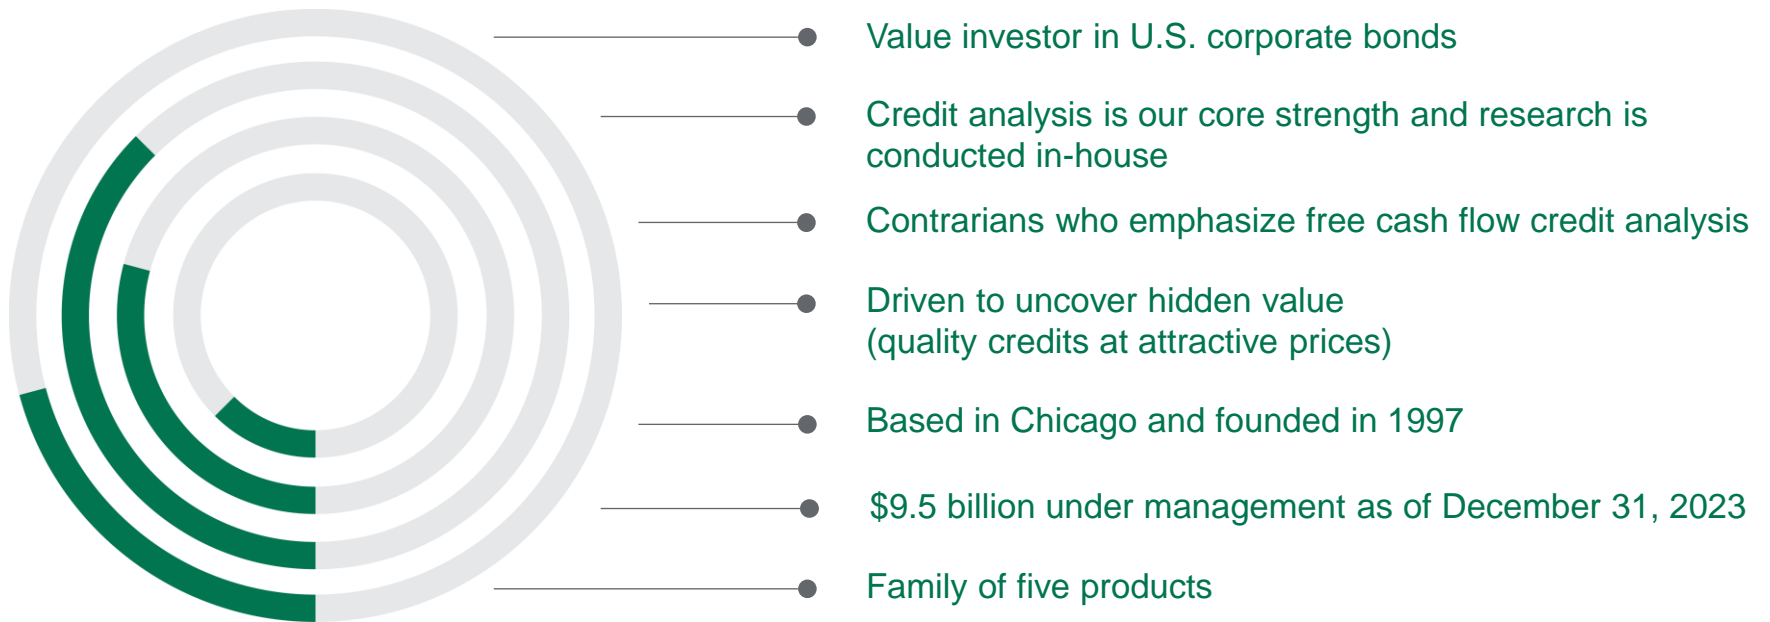 Value investor in U.S. corporate bonds
Credit analysis is our core strength and research is
conducted in-house
Contrarians who emphasize free cash flow credit analysis
Driven to uncover hidden value
(quality credits at attractive prices)
Based in Chicago and founded in 1997
$9.5 billion under management as of December 31, 2023
Family of five products